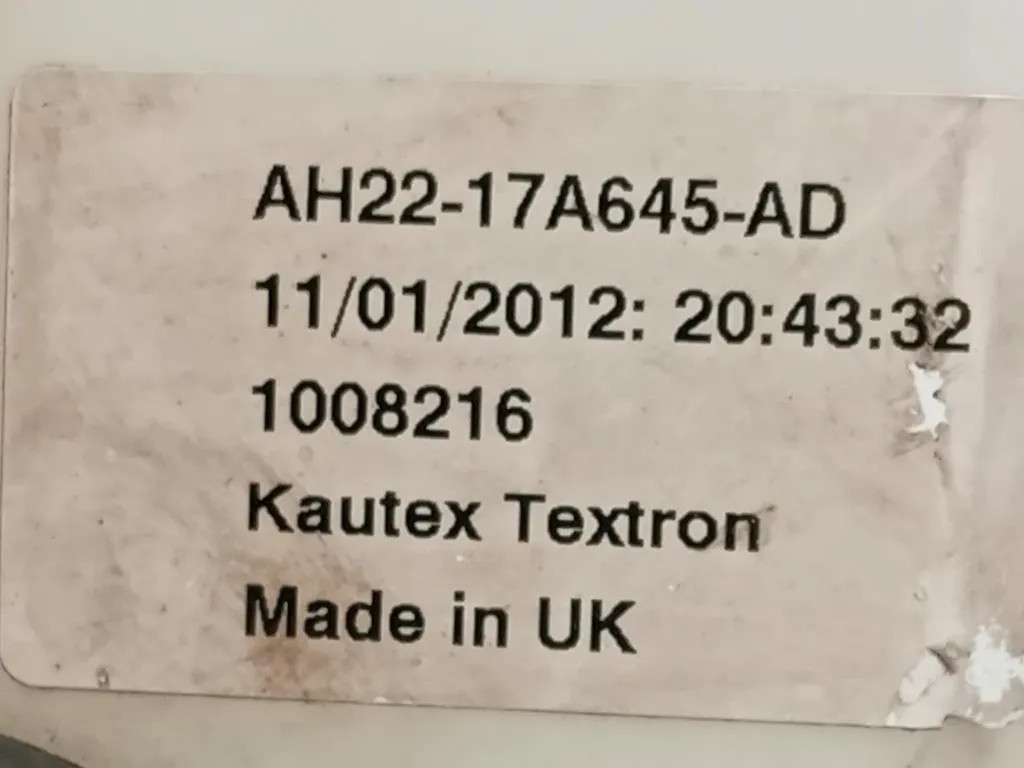 AH22-17A645-AD
11/01/2012: 20:43:32
1008216
Kautex Textron
Made in UK